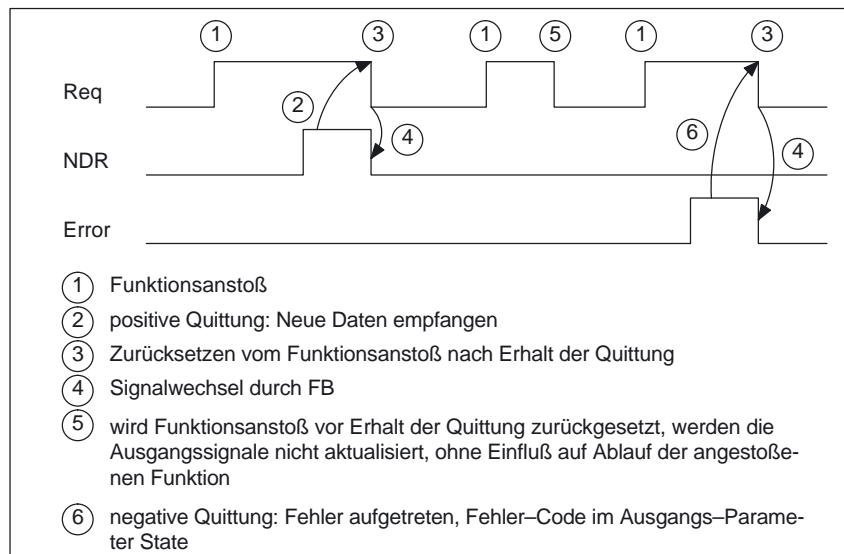 1 3 1 5 1 3
Req
2
4
6
4
NDR
Error
1 Funktionsanstoß
2 positive Quittung: Neue Daten empfangen
3 Zurücksetzen vom Funktionsanstoß nach Erhalt der Quittung
4 Signalwechsel durch FB
5 wird Funktionsanstoß vor Erhalt der Quittung zurückgesetzt, werden die
Ausgangssignale nicht aktualisiert, ohne Einfluß auf Ablauf der angestoße-
nen Funktion
6 negative Quittung: Fehler aufgetreten, Fehler–Code im Ausgangs–Parame-
ter State